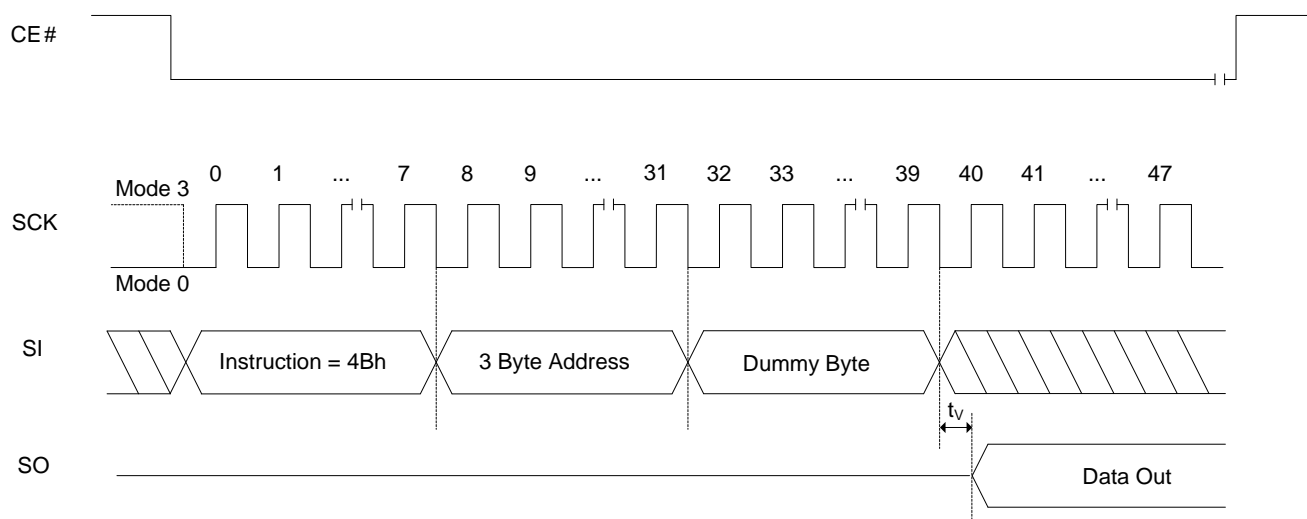 CE#
0 1 ... 7 8 9 ... 31 32 33 ... 39 40 41 ... 47
Mode 3
SCK
Mode 0
SI
Instruction = 4Bh
3 Byte Address
Dummy Byte
tV
SO
Data Out